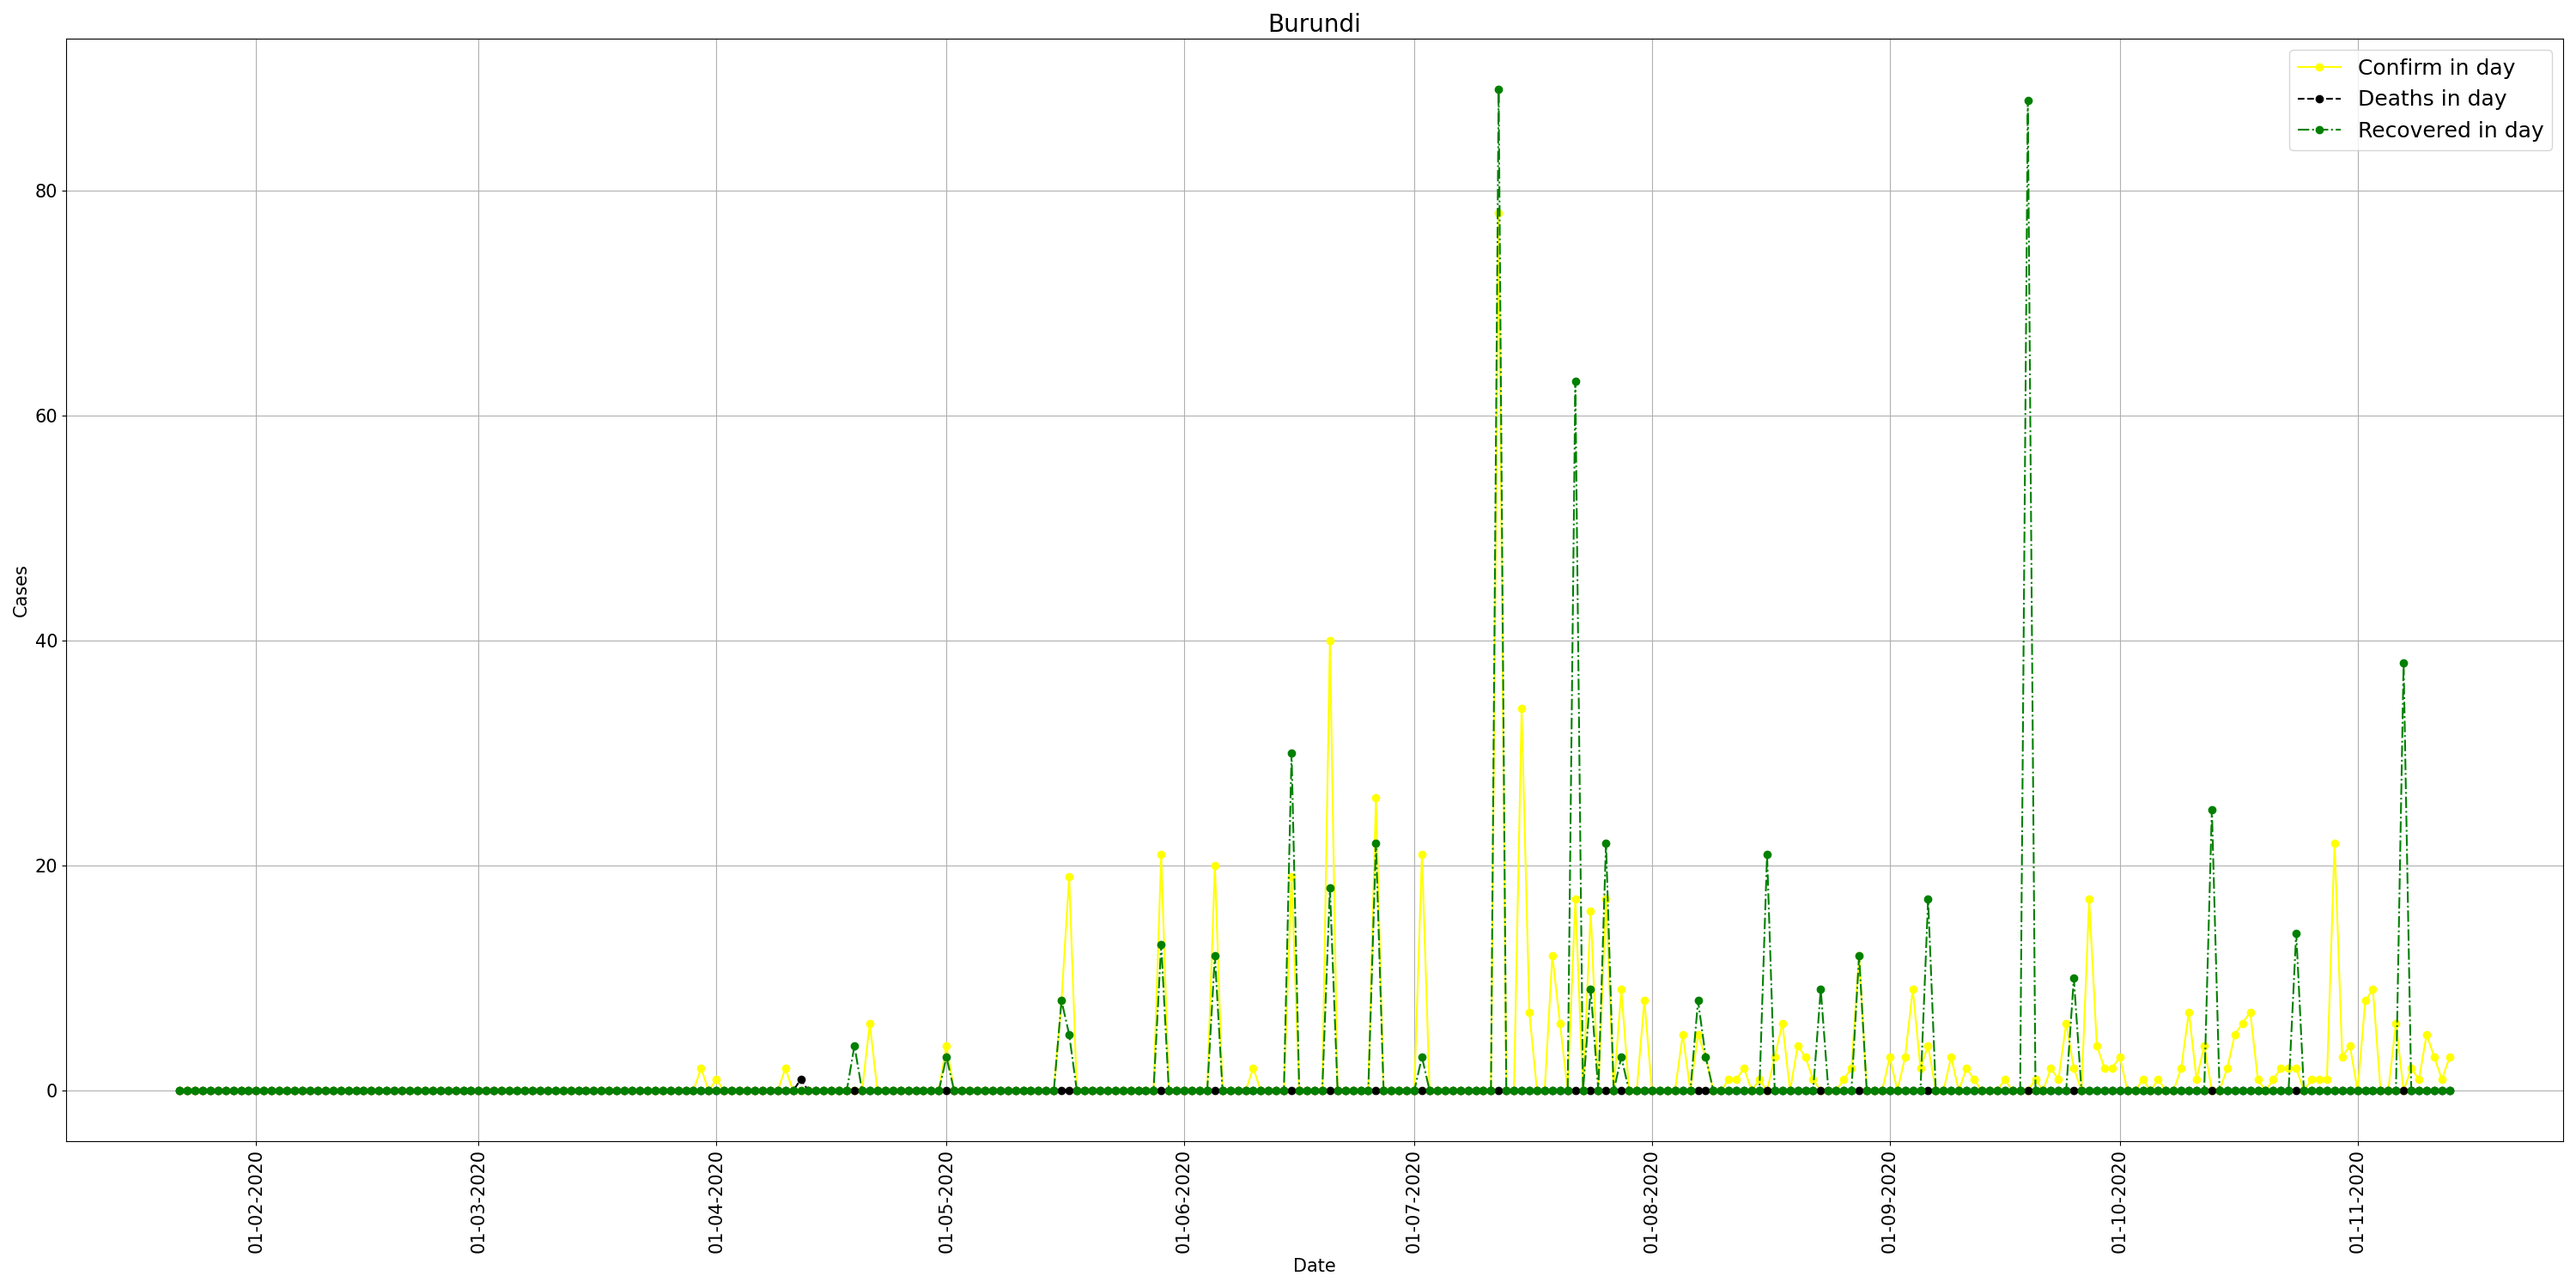 Burundi
Confirm in day
Deaths in day
Recovered in day
80
60
40
20
0
Cases
01-02-2020
01-03-2020
01-04-2020
01-05-2020
01-06-2020
01-07-2020
01-08-2020
01-09-2020
01-10-2020
01-11-2020
Date